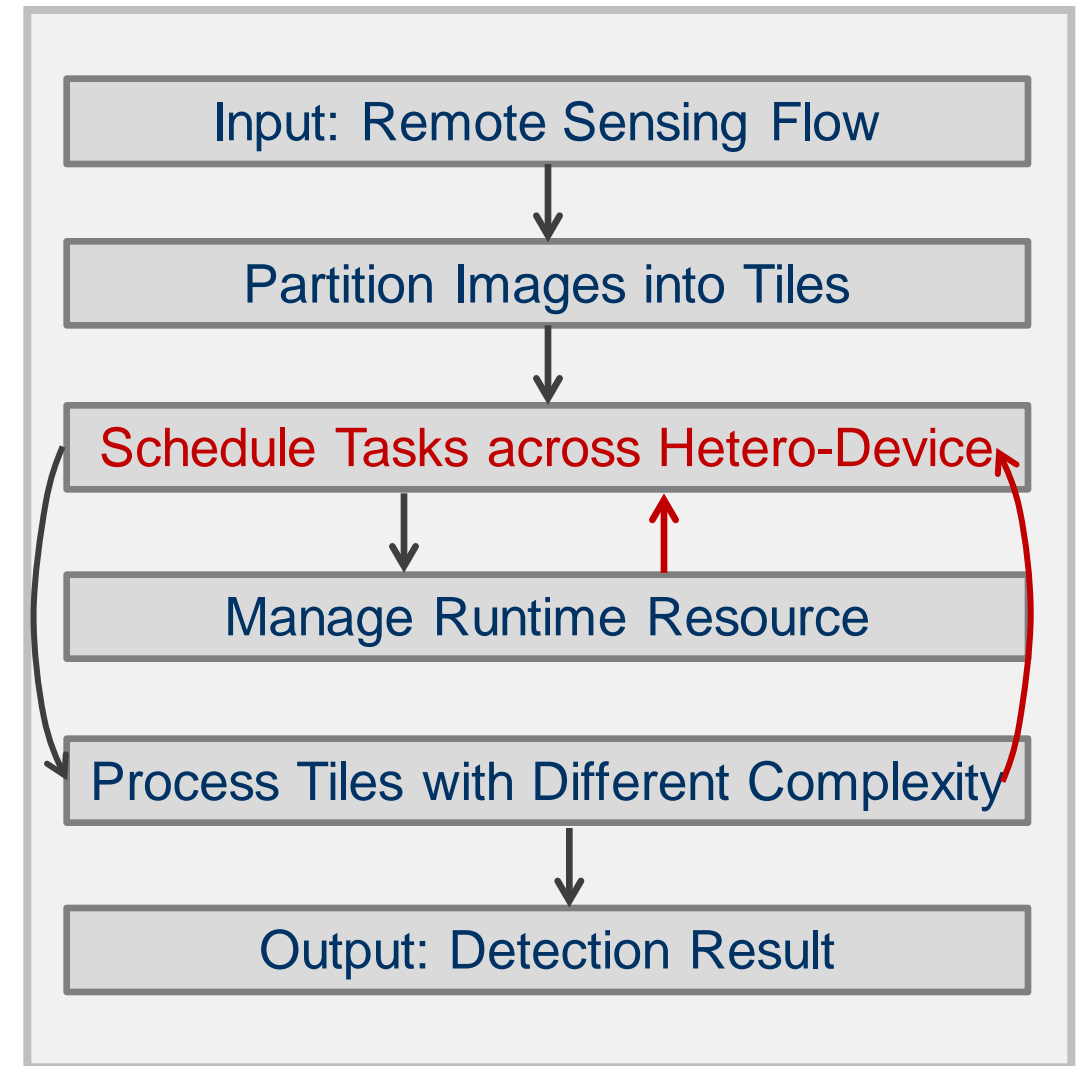 Input: Remote Sensing Flow
Partition Images into Tiles
Schedule Tasks across Hetero-Device
Manage Runtime Resource
Process Tiles with Different Complexity
Output: Detection Result